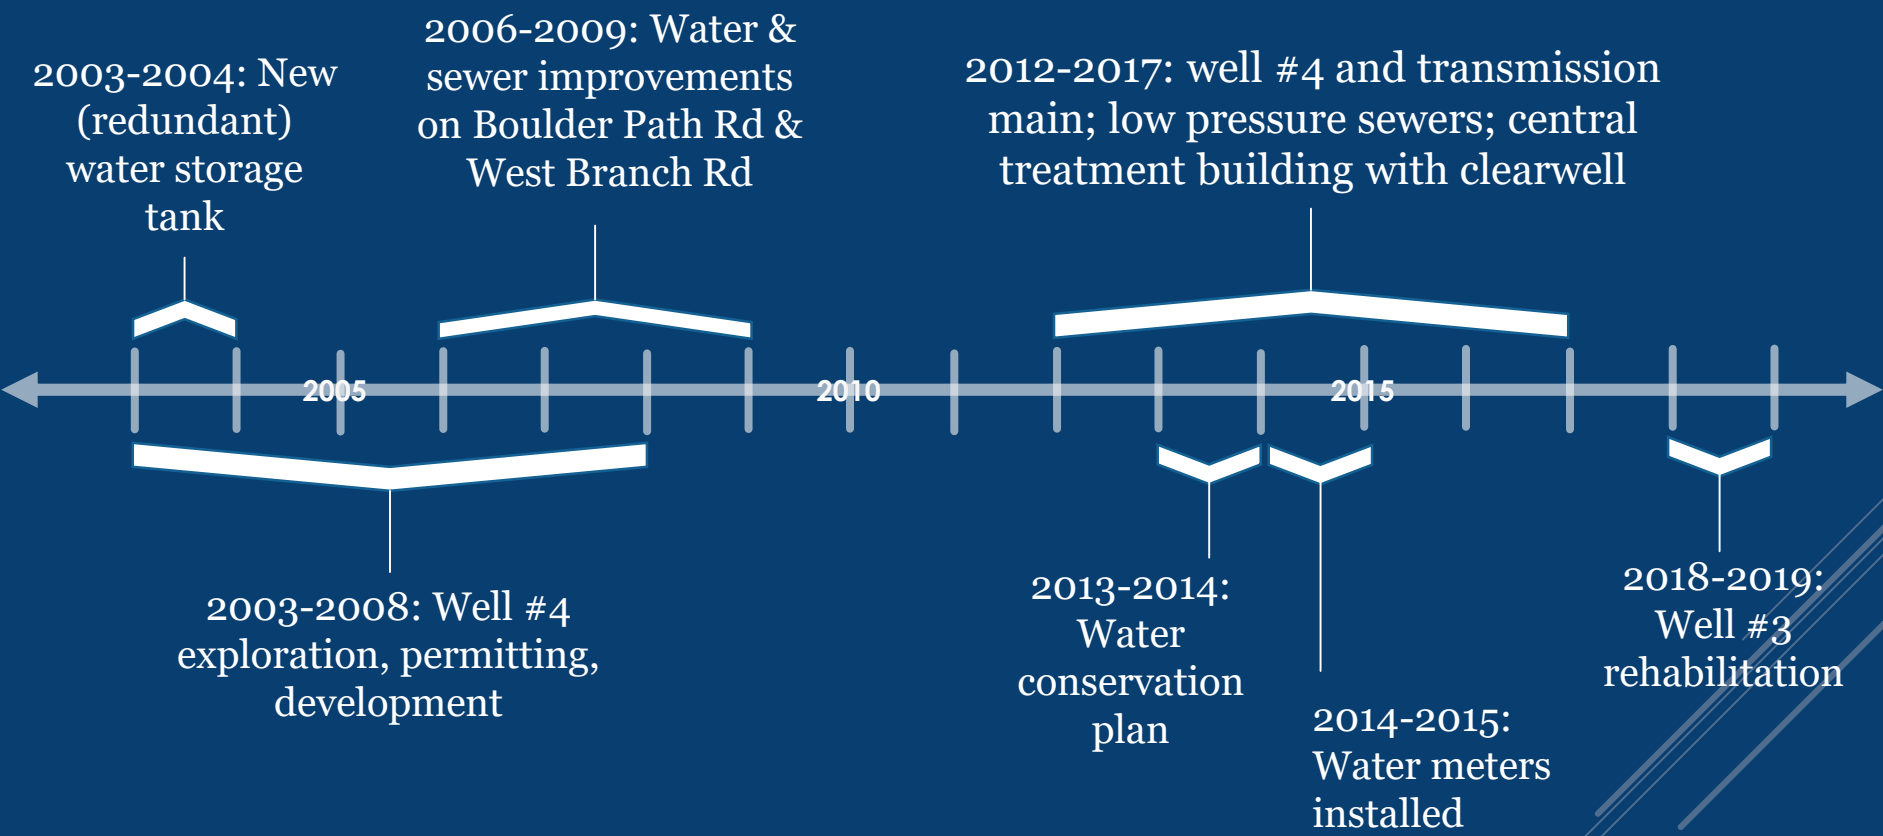 2003-2004: New
(redundant)
water storage
tank
2006-2009: Water &
sewer improvements
on Boulder Path Rd &
West Branch Rd
2012-2017: well #4 and transmission
main; low pressure sewers; central
treatment building with clearwell
2005
2010
2015
2003-2008: Well #4
exploration, permitting,
development
2013-2014:
Water
conservation
plan
2014-2015:
Water meters
installed
2018-2019:
Well #3
rehabilitation